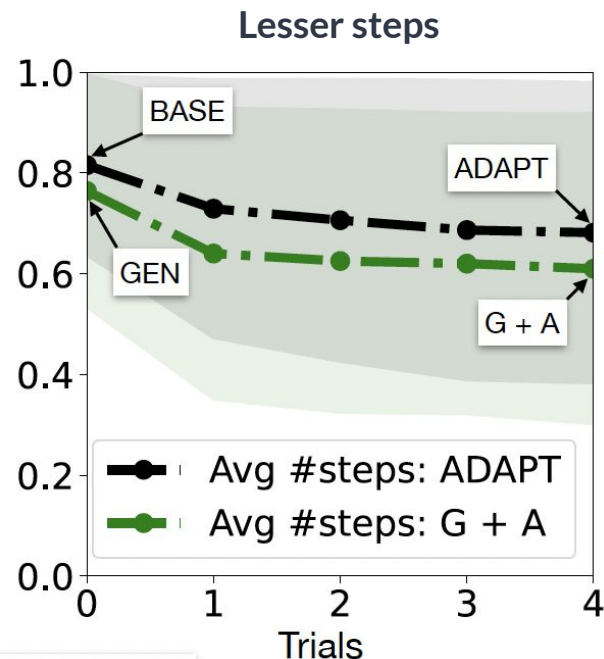 Lesser steps
1.0
BASE
0.8
ADAPT
0.6
GEN
G + A
0.4
0.2
Avg #steps: ADAPT
Avg #steps: G + A
0.0
0 1 2 3 4
Trials